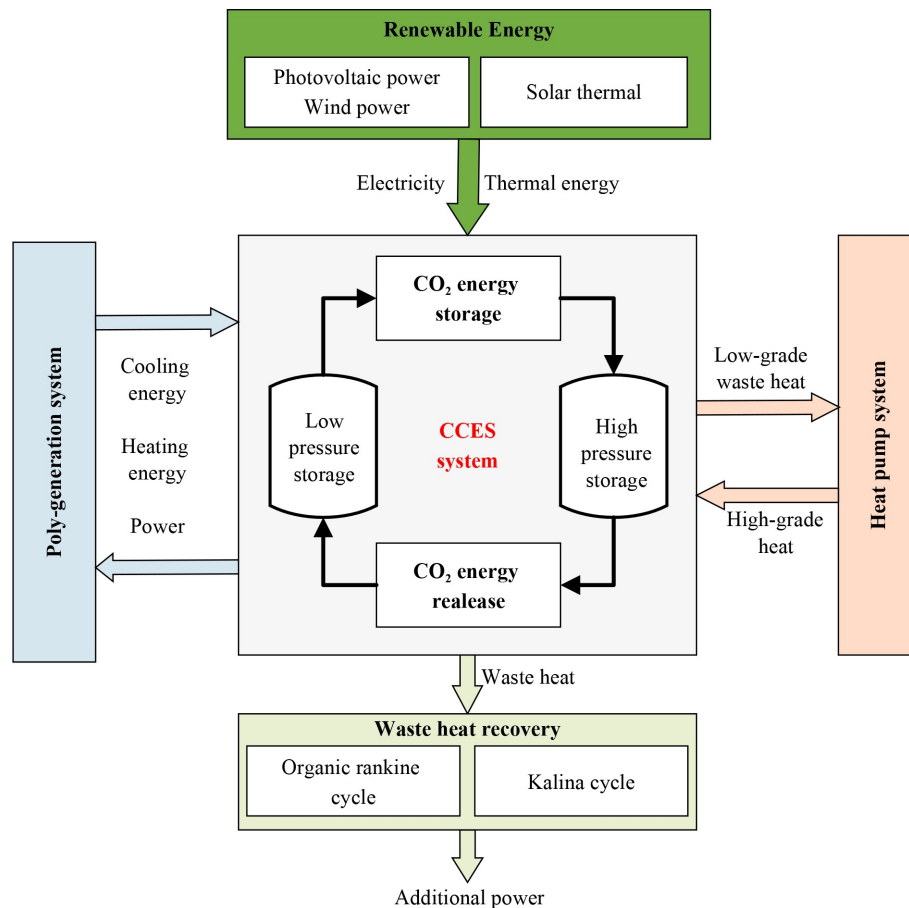 Renewable Energy
Photovoltaic power
Wind power
Solar thermal
Electricity
Thermal energy
Poly-generation system
Cooling
energy
Heating
energy
Power
CO₂ energy
storage
Low
pressure
storage
CCES
system
High
pressure
storage
CO₂ energy
realease
Low-grade
waste heat
High-grade
heat
Heat pump system
Waste heat
Waste heat recovery
Organic rankine
cycle
Kalina cycle
Additional power